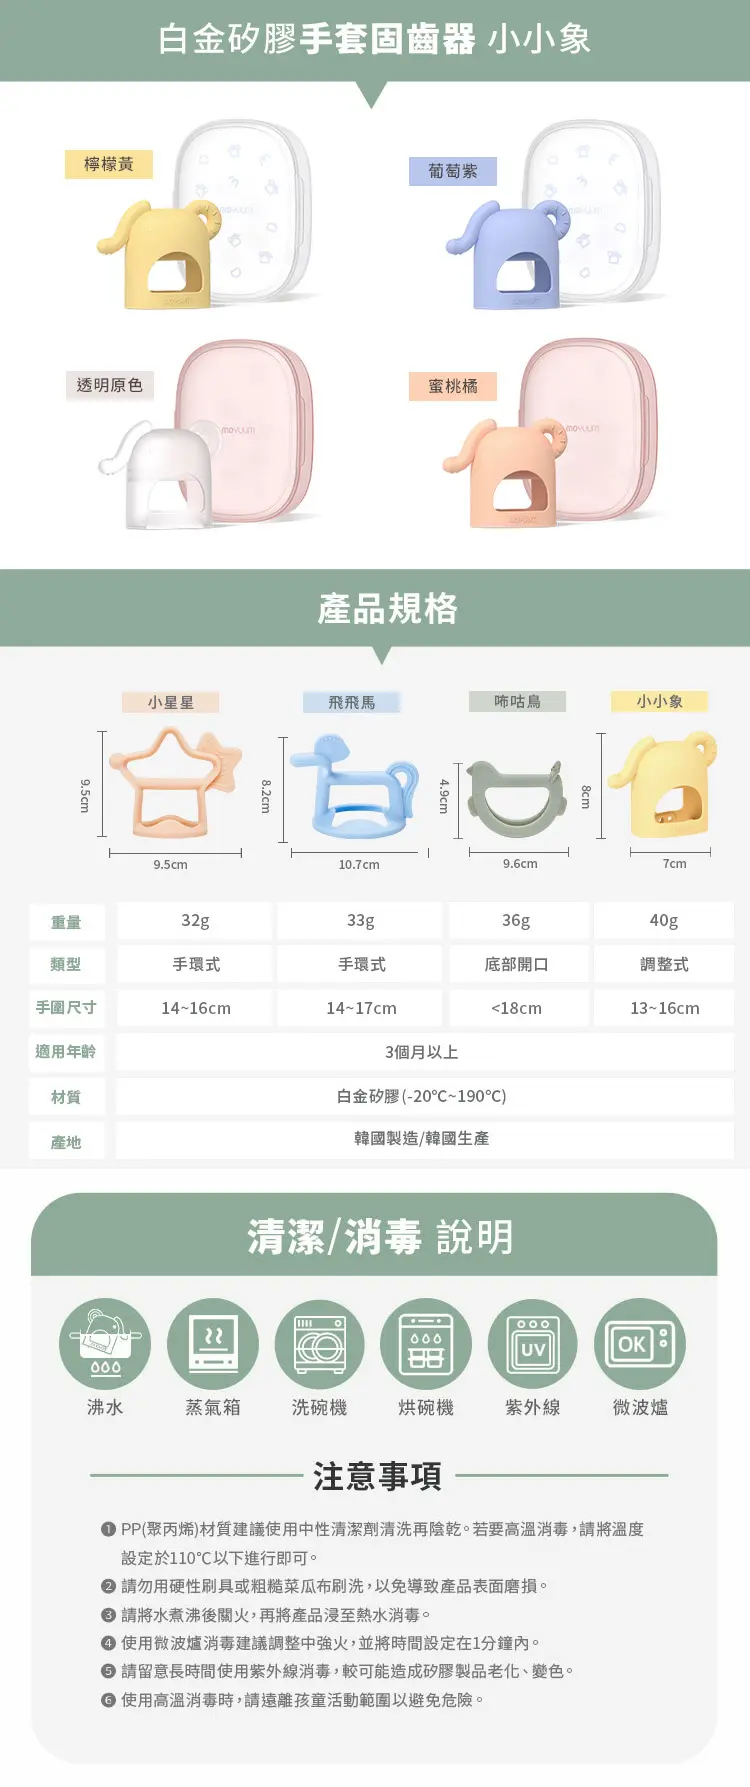 白金矽膠手套固齒器 小小象
檸檬黃
葡萄紫
moyuum
moyuum
透明原色
蜜桃橘
moyuum
moyuum
產品規格
小星星 飛飛馬 咘咕鳥 小小象
9.5cm 8.2cm 4.9cm 8cm
9.5cm 10.7cm 9.6cm 7cm
重量 32g 33g 36g 40g
類型 手環式 手環式 底部開口 調整式
手圍尺寸 14~16cm 14~17cm <18cm 13~16cm
適用年齡 3個月以上
材質 白金矽膠(-20℃~190℃)
產地 韓國製造/韓國生產
清潔/消毒 說明
UV OK
沸水 蒸氣箱 洗碗機 烘碗機 紫外線 微波爐
注意事項
❶ PP(聚丙烯)材質建議使用中性清潔劑清洗再陰乾。若要高溫消毒，請將溫度
設定於110℃以下進行即可。
❷ 請勿用硬性刷具或粗糙菜瓜布刷洗，以免導致產品表面磨損。
❸ 請將水煮沸後關火，再將產品浸至熱水消毒。
❹ 使用微波爐消毒建議調整中強火，並將時間設定在1分鐘內。
❺ 請留意長時間使用紫外線消毒，較可能造成矽膠製品老化、變色。
❻ 使用高溫消毒時，請遠離孩童活動範圍以避免危險。